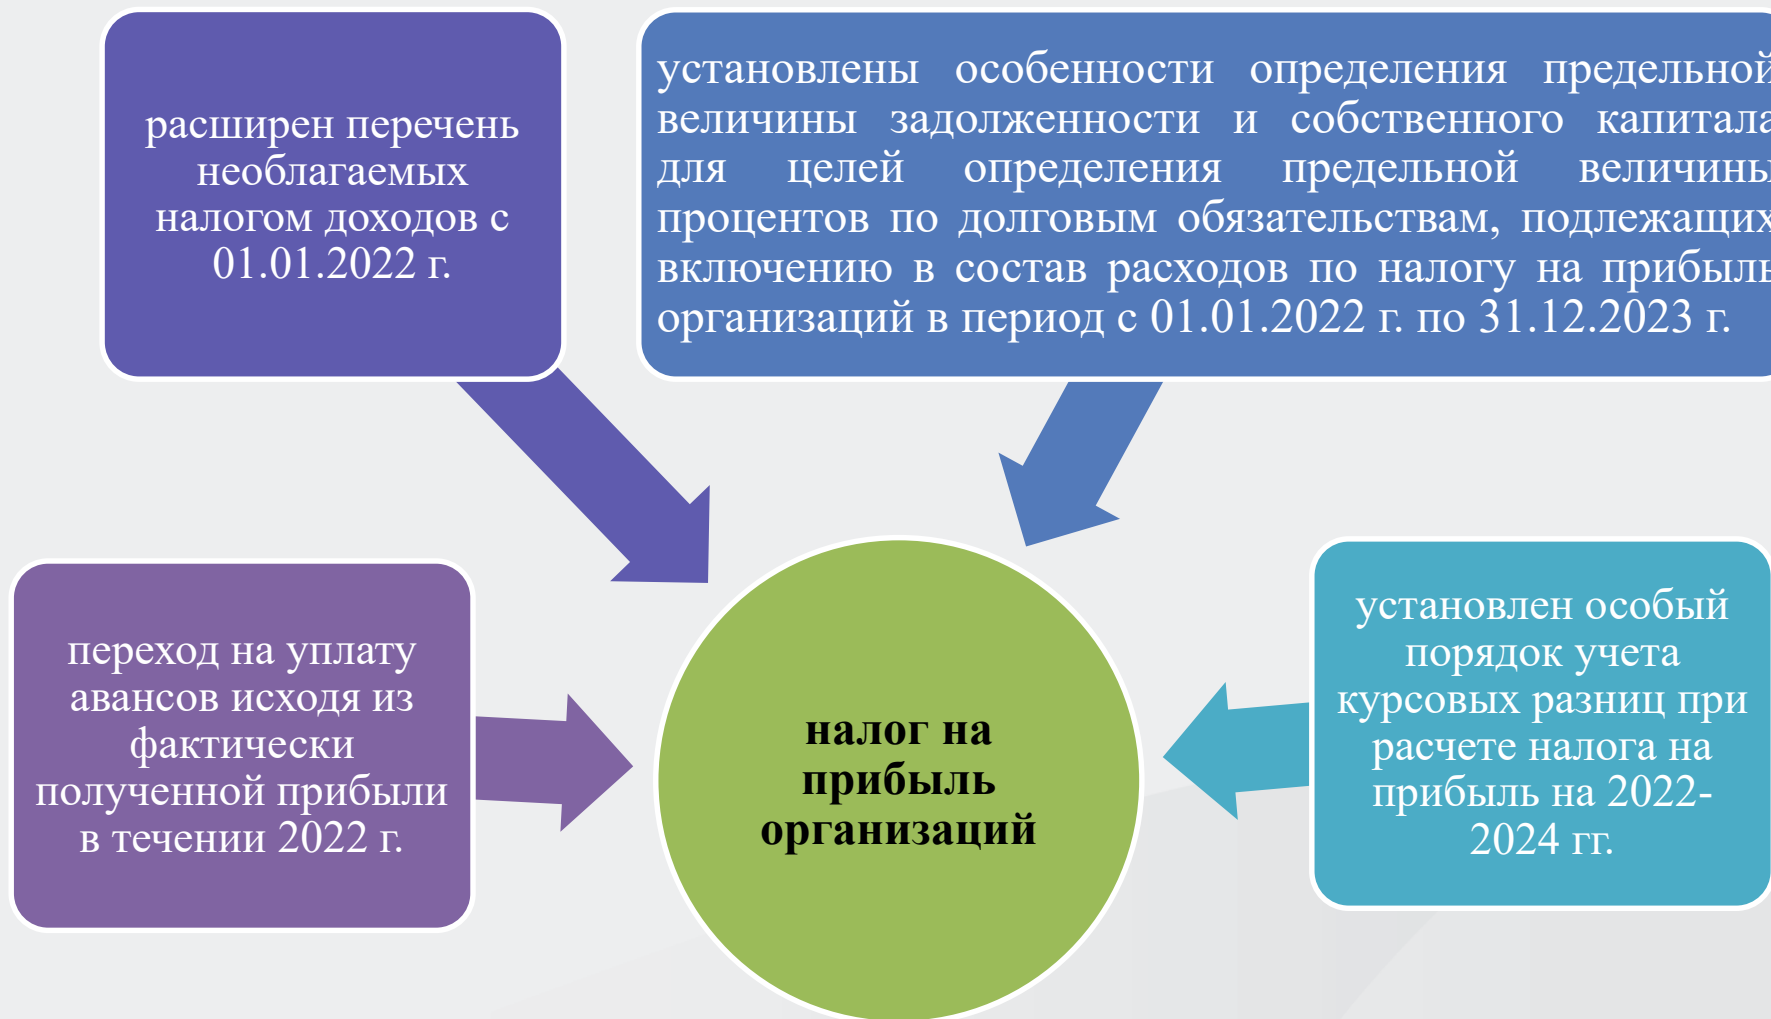 расширен перечень
необлагаемых
налогом доходов с
01.01.2022 г.
установлены особенности определения предельной
величины задолженности и собственного капитала
для целей определения предельной величины
процентов по долговым обязательствам, подлежащих
включению в состав расходов по налогу на прибыль
организаций в период с 01.01.2022 г. по 31.12.2023 г.
переход на уплату
авансов исходя из
фактически
полученной прибыли
в течении 2022 г.
налог на
прибыль
организаций
установлен особый
порядок учета
курсовых разниц при
расчете налога на
прибыль на 2022-
2024 гг.